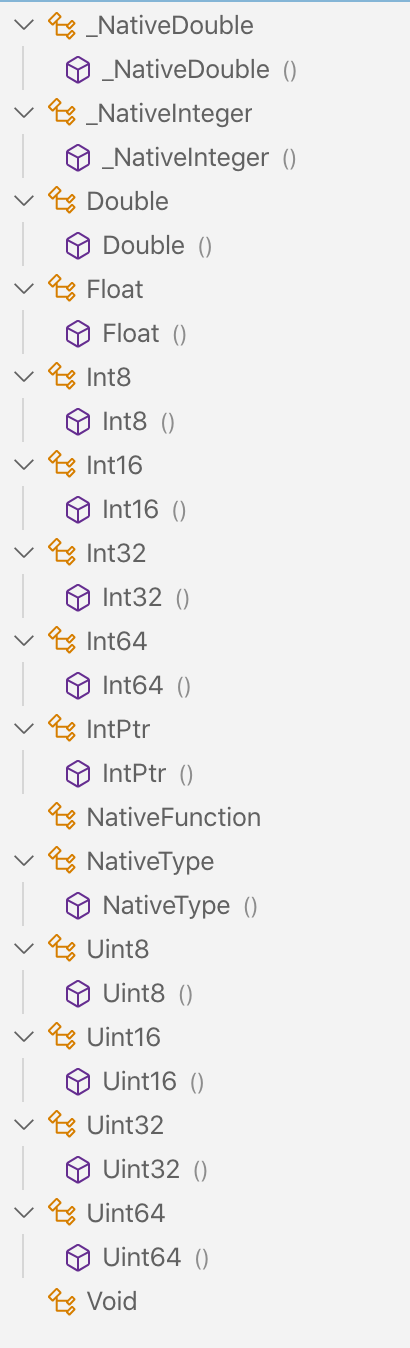 _NativeDouble
_NativeDouble ()
_NativeInteger
_NativeInteger ()
Double
Double ()
Float
Float ()
Int8
Int8 ()
Int16
Int16 ()
Int32
Int32 ()
Int64
Int64 ()
IntPtr
IntPtr ()
NativeFunction
NativeType
NativeType ()
Uint8
Uint8 ()
Uint16
Uint16 ()
Uint32
Uint32 ()
Uint64
Uint64 ()
Void